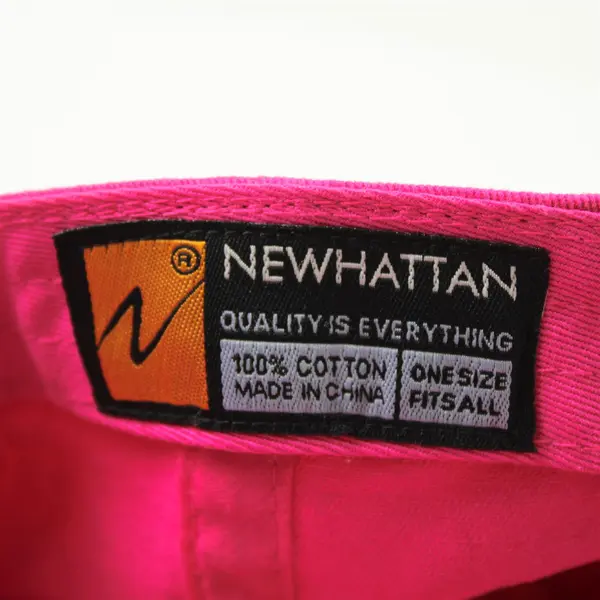 ®
NEWHATTAN
QUALITY IS EVERYTHING
100% COTTON
MADE IN CHINA
ONE SIZE
FITS ALL